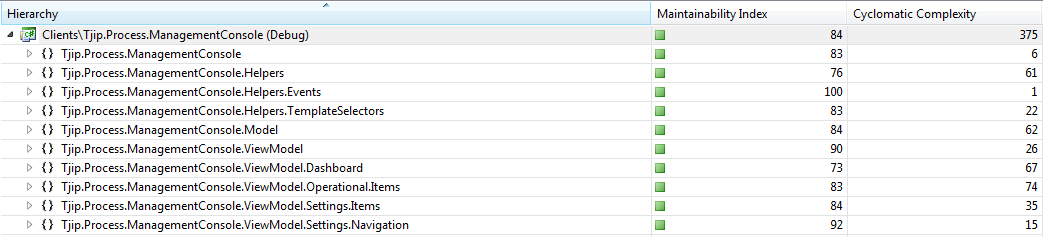 Hierarchy Maintainability Index Cyclomatic Complexity
C# Clients\Tjip.Process.ManagementConsole (Debug) 84 375
{} Tjip.Process.ManagementConsole 83 6
{} Tjip.Process.ManagementConsole.Helpers 76 61
{} Tjip.Process.ManagementConsole.Helpers.Events 100 1
{} Tjip.Process.ManagementConsole.Helpers.TemplateSelectors 83 22
{} Tjip.Process.ManagementConsole.Model 84 62
{} Tjip.Process.ManagementConsole.ViewModel 90 26
{} Tjip.Process.ManagementConsole.ViewModel.Dashboard 73 67
{} Tjip.Process.ManagementConsole.ViewModel.Operational.Items 83 74
{} Tjip.Process.ManagementConsole.ViewModel.Settings.Items 84 35
{} Tjip.Process.ManagementConsole.ViewModel.Settings.Navigation 92 15